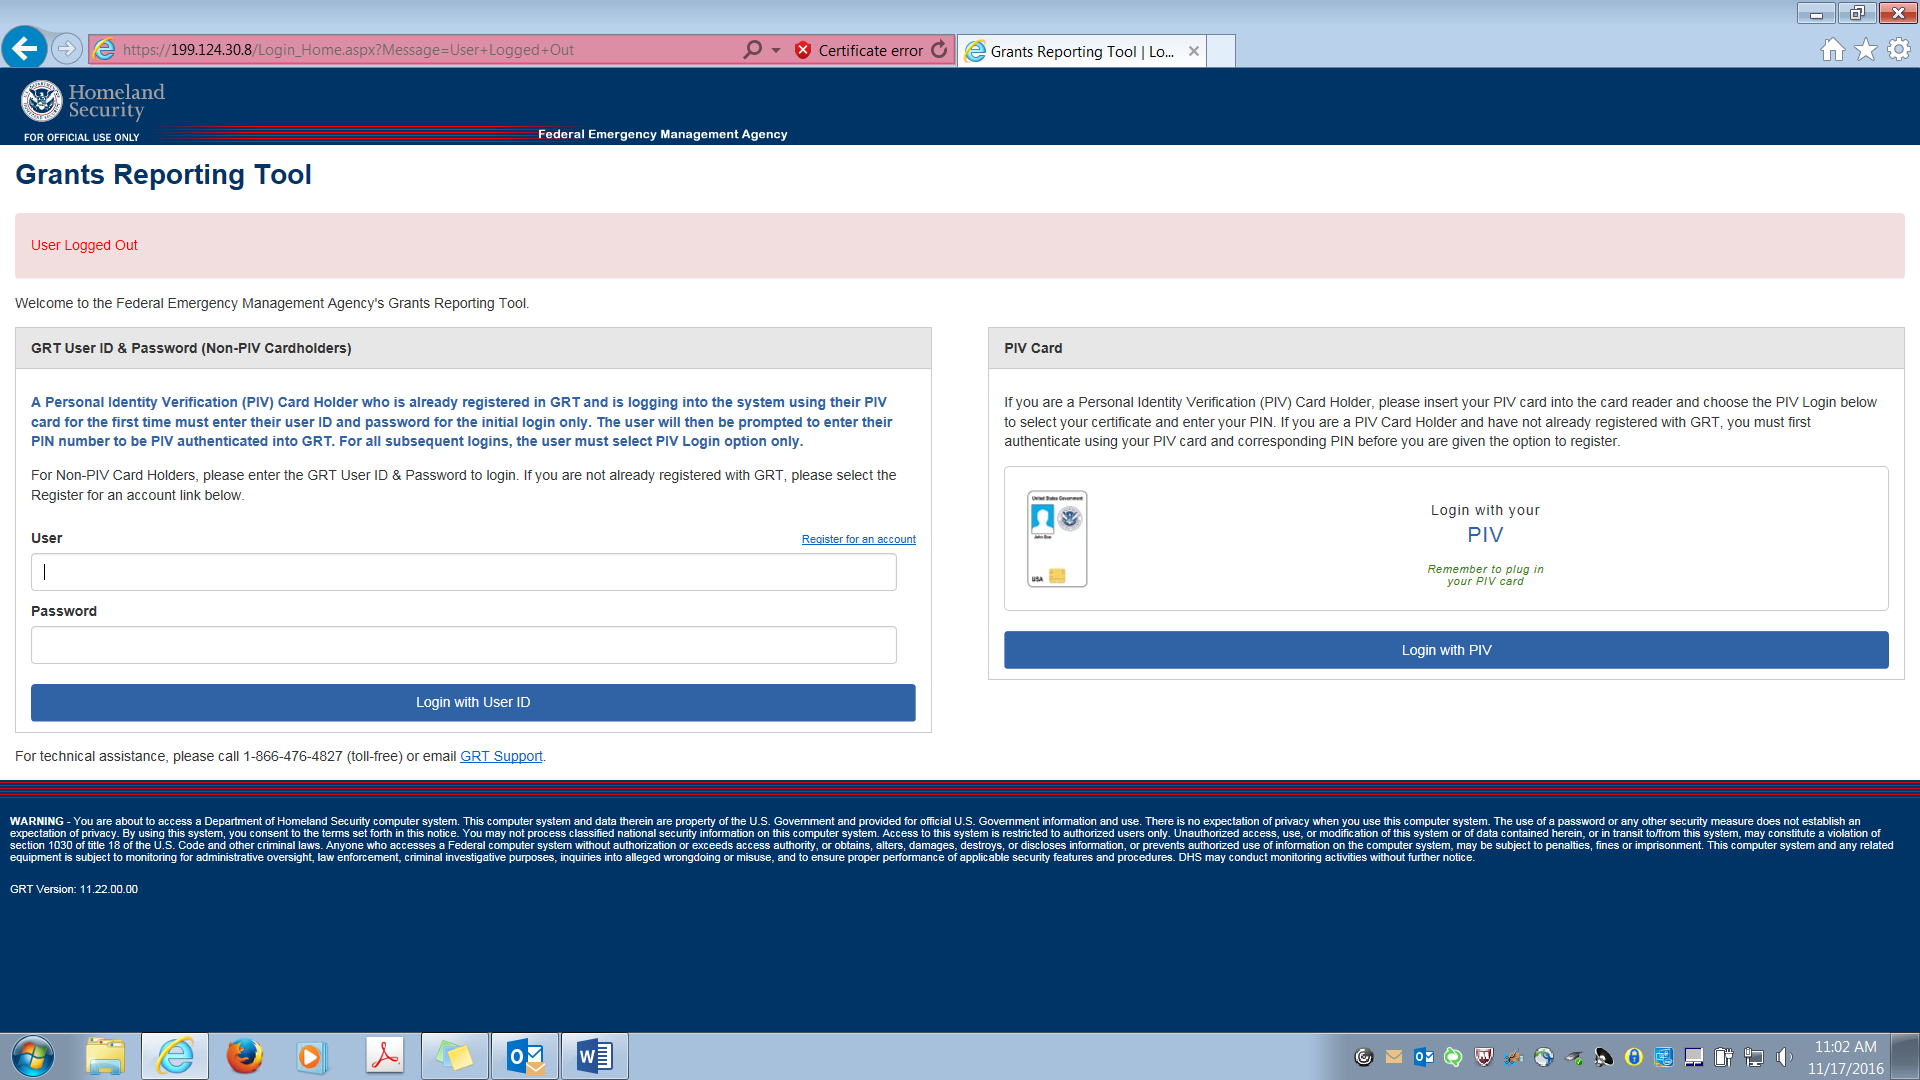 https://199.124.30.8/Login_Home.aspx?Message=User+Logged+Out
Certificate error
Grants Reporting Tool | Lo...
Homeland
Security
FOR OFFICIAL USE ONLY
Federal Emergency Management Agency
Grants Reporting Tool
User Logged Out
Welcome to the Federal Emergency Management Agency's Grants Reporting Tool.
GRT User ID & Password (Non-PIV Cardholders)
A Personal Identity Verification (PIV) Card Holder who is already registered in GRT and is logging into the system using their PIV
card for the first time must enter their user ID and password for the initial login only. The user will then be prompted to enter their
PIN number to be PIV authenticated into GRT. For all subsequent logins, the user must select PIV Login option only.
For Non-PIV Card Holders, please enter the GRT User ID & Password to login. If you are not already registered with GRT, please select the
Register for an account link below.
User
Register for an account
Password
Login with User ID
PIV Card
If you are a Personal Identity Verification (PIV) Card Holder, please insert your PIV card into the card reader and choose the PIV Login below
to select your certificate and enter your PIN. If you are a PIV Card Holder and have not already registered with GRT, you must first
authenticate using your PIV card and corresponding PIN before you are given the option to register.
United States Government
John Doe
USA
Login with your
PIV
Remember to plug in
your PIV card
Login with PIV
For technical assistance, please call 1-866-476-4827 (toll-free) or email GRT Support.
WARNING - You are about to access a Department of Homeland Security computer system. This computer system and data therein are property of the U.S. Government and provided for official U.S. Government information and use. There is no expectation of privacy when you use this computer system. The use of a password or any other security measure does not establish an
expectation of privacy. By using this system, you consent to the terms set forth in this notice. You may not process classified national security information on this computer system. Access to this system is restricted to authorized users only. Unauthorized access, use, or modification of this system or of data contained herein, or in transit to/from this system, may constitute a violation of
section 1030 of title 18 of the U.S. Code and other criminal laws. Anyone who accesses a Federal computer system without authorization or exceeds access authority, or obtains, alters, damages, destroys, or discloses information, or prevents authorized use of information on the computer system, may be subject to penalties, fines or imprisonment. This computer system and any related
equipment is subject to monitoring for administrative oversight, law enforcement, criminal investigative purposes, inquiries into alleged wrongdoing or misuse, and to ensure proper performance of applicable security features and procedures. DHS may conduct monitoring activities without further notice.
GRT Version: 11.22.00.00
11:02 AM
11/17/2016